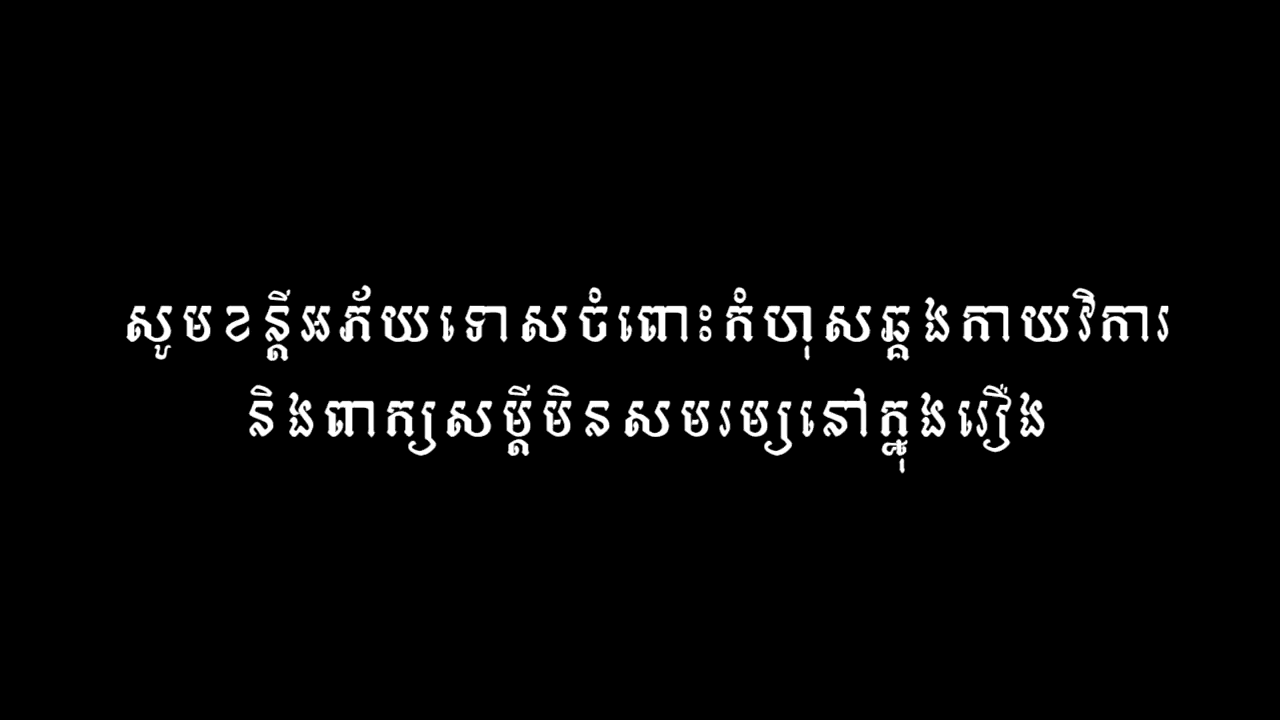 សូមខន្តីអភ័យទោសចំពោះកំហុសឆ្គងកាយវិការ
និងពាក្យសម្តីមិនសមរម្យនៅក្នុងរឿង